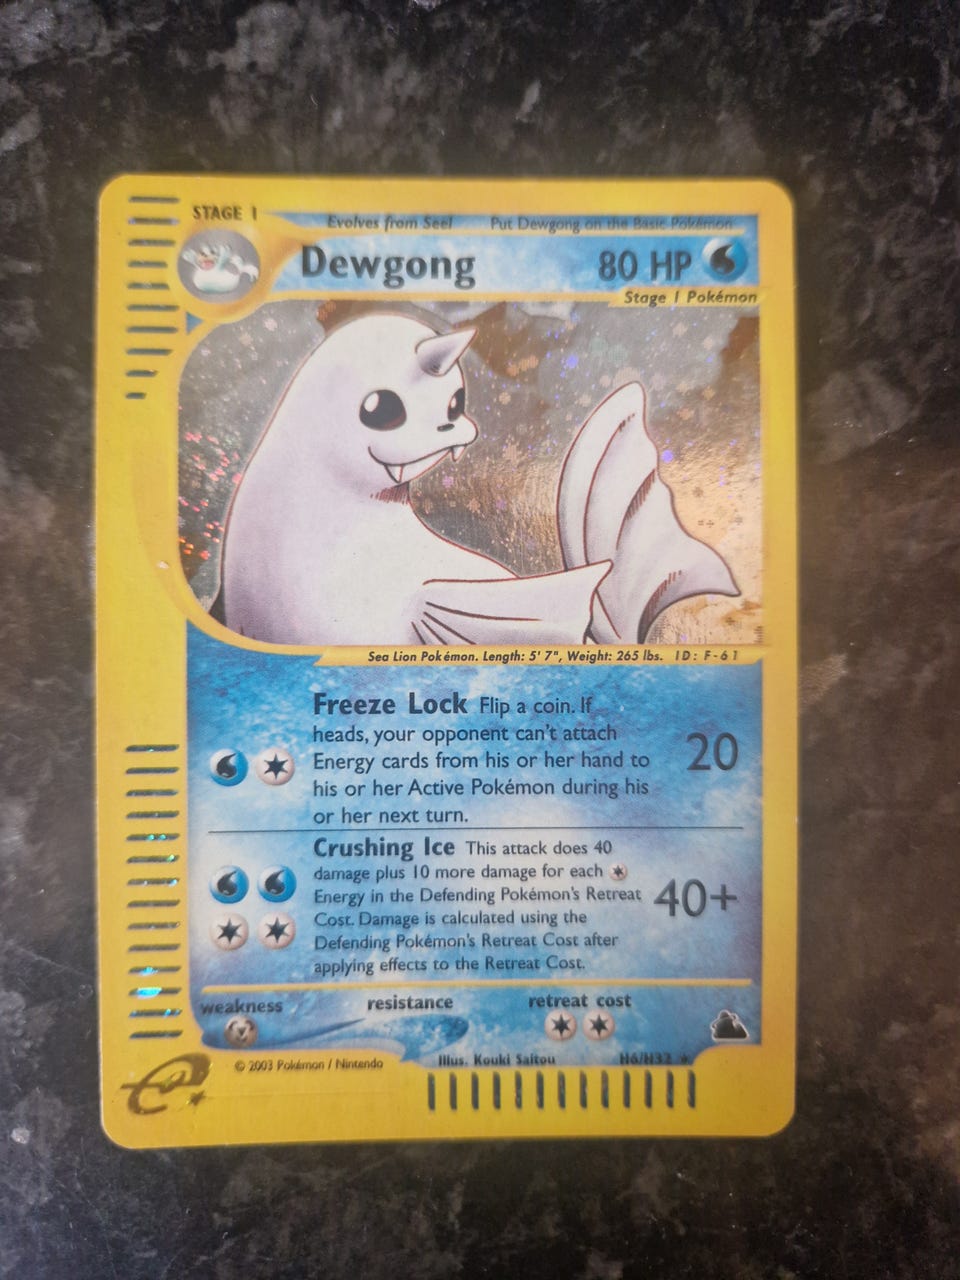 STAGE 1
Evolves from Seel Put Dewgong on the Basic Pokémon
Dewgong 80 HP
Stage 1 Pokémon
Sea Lion Pokémon. Length: 5' 7", Weight: 265 lbs. ID: F-61
Freeze Lock Flip a coin. If
heads, your opponent can't attach
Energy cards from his or her hand to
his or her Active Pokémon during his
or her next turn.
20
Crushing Ice This attack does 40
damage plus 10 more damage for each
Energy in the Defending Pokémon's Retreat
Cost. Damage is calculated using the
Defending Pokémon's Retreat Cost after
applying effects to the Retreat Cost.
40+
weakness resistance retreat cost
© 2003 Pokémon / Nintendo Illus. Kouki Saitou H6/H32 ★
e